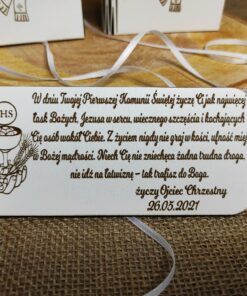 IHS
W dniu Twojej Pierwszej Komunii Świętej życzę Ci jak najwięcej
łask Bożych, Jezusa w sercu, wiecznego szczęścia i kochających
Cię osób wokół Ciebie. Z życiem nigdy nie graj w kości, ufność miej
w Bożej mądrości. Niech Cię nie zniechęca żadna trudna droga,
nie idź na łatwiznę - tak trafisz do Boga.
życzy Ojciec Chrzestny
26.05.2021